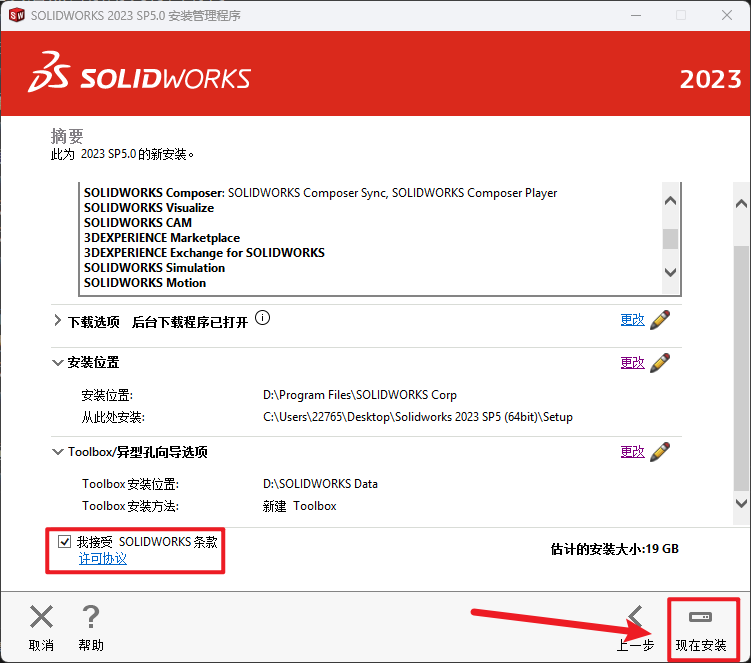 SOLIDWORKS 2023 SP5.0 安装管理程序
SOLIDWORKS
2023
摘要
此为 2023 SP5.0 的新安装。
SOLIDWORKS Composer: SOLIDWORKS Composer Sync, SOLIDWORKS Composer Player
SOLIDWORKS Visualize
SOLIDWORKS CAM
3DEXPERIENCE Marketplace
3DEXPERIENCE Exchange for SOLIDWORKS
SOLIDWORKS Simulation
SOLIDWORKS Motion
下载选项 后台下载程序已打开 更改
安装位置 更改
安装位置: D:\Program Files\SOLIDWORKS Corp
从此处安装: C:\Users\22765\Desktop\Solidworks 2023 SP5 (64bit)\Setup
Toolbox/异型孔向导选项 更改
Toolbox 安装位置: D:\SOLIDWORKS Data
Toolbox 安装方法: 新建 Toolbox
我接受 SOLIDWORKS 条款
许可协议
估计的安装大小:19 GB
取消 帮助 上一步 现在安装